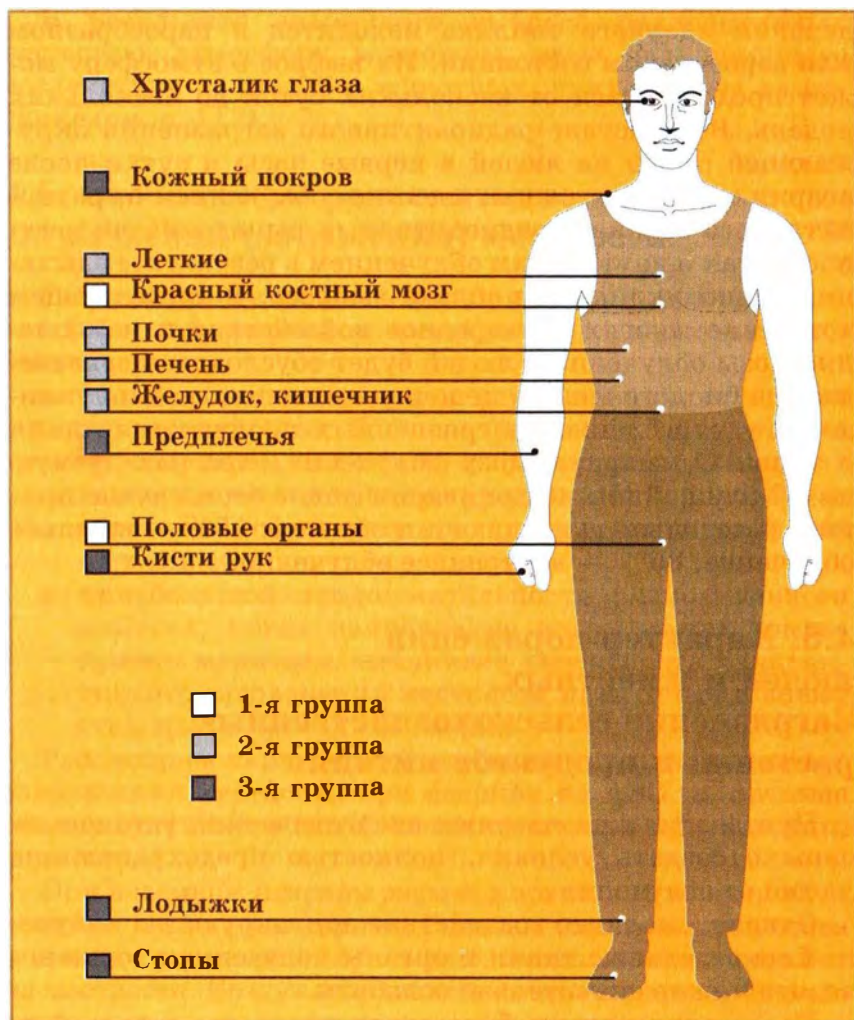 Хрусталик глаза
Кожный покров
Легкие
Красный костный мозг
Почки
Печень
Желудок, кишечник
Предплечья
Половые органы
Кисти рук
1-я группа
2-я группа
3-я группа
Лодыжки
Стопы